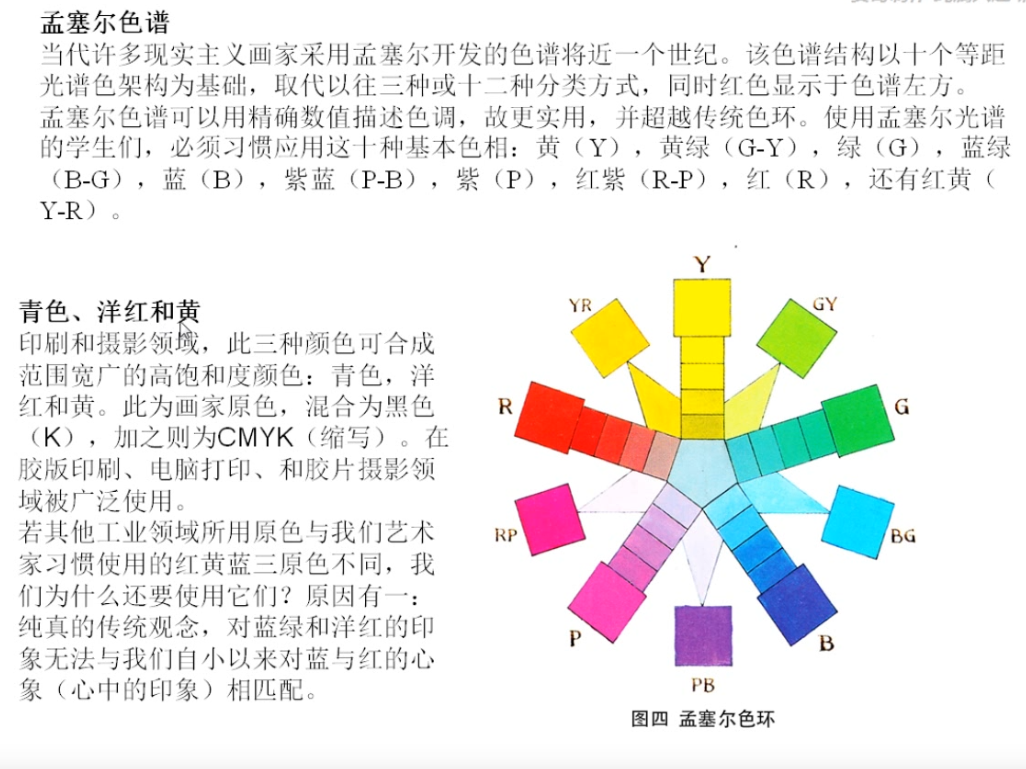 孟塞尔色谱
当代许多现实主义画家采用孟塞尔开发的色谱将近一个世纪。该色谱结构以十个等距
光谱色架构为基础，取代以往三种或十二种分类方式，同时红色显示于色谱左方。
孟塞尔色谱可以用精确数值描述色调，故更实用，并超越传统色环。使用孟塞尔光谱
的学生们，必须习惯应用这十种基本色相：黄（Y），黄绿（G-Y），绿（G），蓝绿
（B-G），蓝（B），紫蓝（P-B），紫（P），红紫（R-P），红（R），还有红黄（
Y-R）。
青色、洋红和黄
印刷和摄影领域，此三种颜色可合成
范围宽广的高饱和度颜色：青色，洋
红和黄。此为画家原色，混合为黑色
（K），加之则为CMYK（缩写）。在
胶版印刷、电脑打印、和胶片摄影领
域被广泛使用。
若其他工业领域所用原色与我们艺术
家习惯使用的红黄蓝三原色不同，我
们为什么还要使用它们？原因有一：
纯真的传统观念，对蓝绿和洋红的印
象无法与我们自小以来对蓝与红的心
象（心中的印象）相匹配。
Y
YR
GY
R
G
RP
BG
P
B
PB
图四 孟塞尔色环